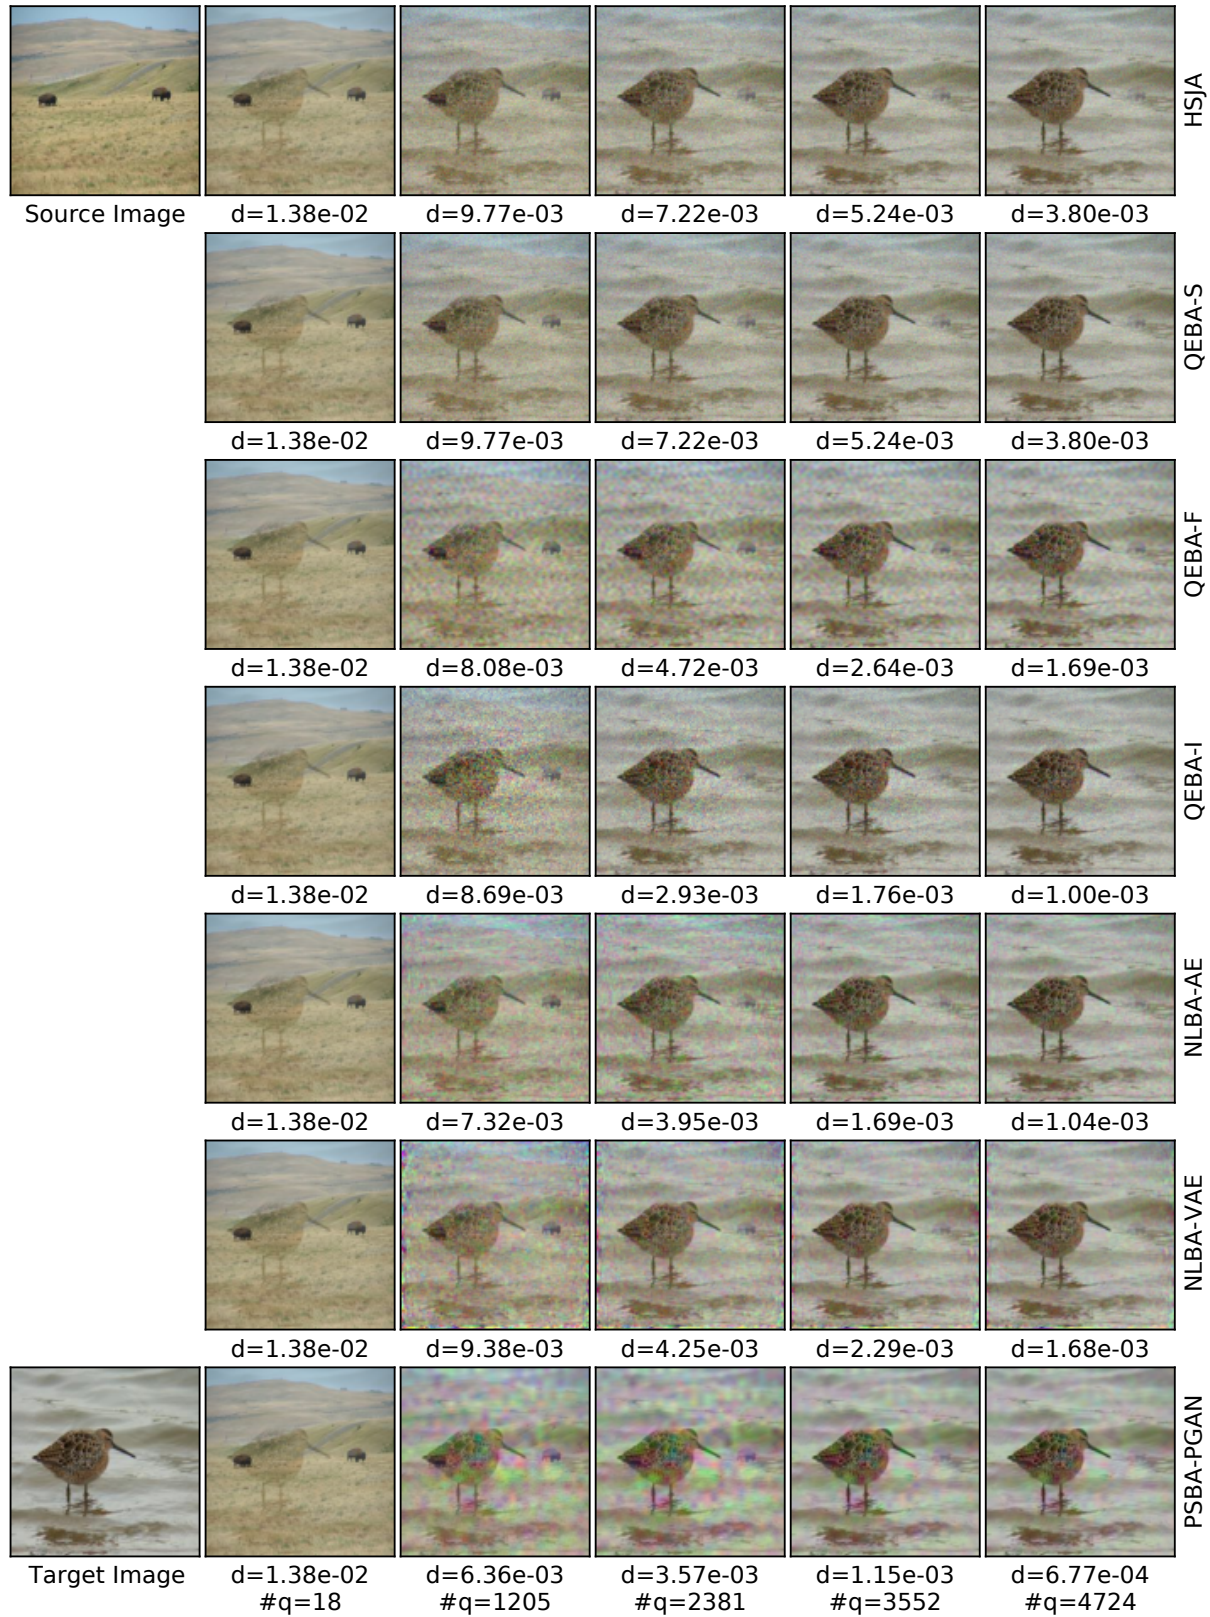 HSJA
Source Image d=1.38e-02 d=9.77e-03 d=7.22e-03 d=5.24e-03 d=3.80e-03
QEBA-S
d=1.38e-02 d=9.77e-03 d=7.22e-03 d=5.24e-03 d=3.80e-03
QEBA-F
d=1.38e-02 d=8.08e-03 d=4.72e-03 d=2.64e-03 d=1.69e-03
QEBA-I
d=1.38e-02 d=8.69e-03 d=2.93e-03 d=1.76e-03 d=1.00e-03
NLBA-AE
d=1.38e-02 d=7.32e-03 d=3.95e-03 d=1.69e-03 d=1.04e-03
NLBA-VAE
d=1.38e-02 d=9.38e-03 d=4.25e-03 d=2.29e-03 d=1.68e-03
PSBA-PGAN
Target Image d=1.38e-02 d=6.36e-03 d=3.57e-03 d=1.15e-03 d=6.77e-04
#q=18 #q=1205 #q=2381 #q=3552 #q=4724